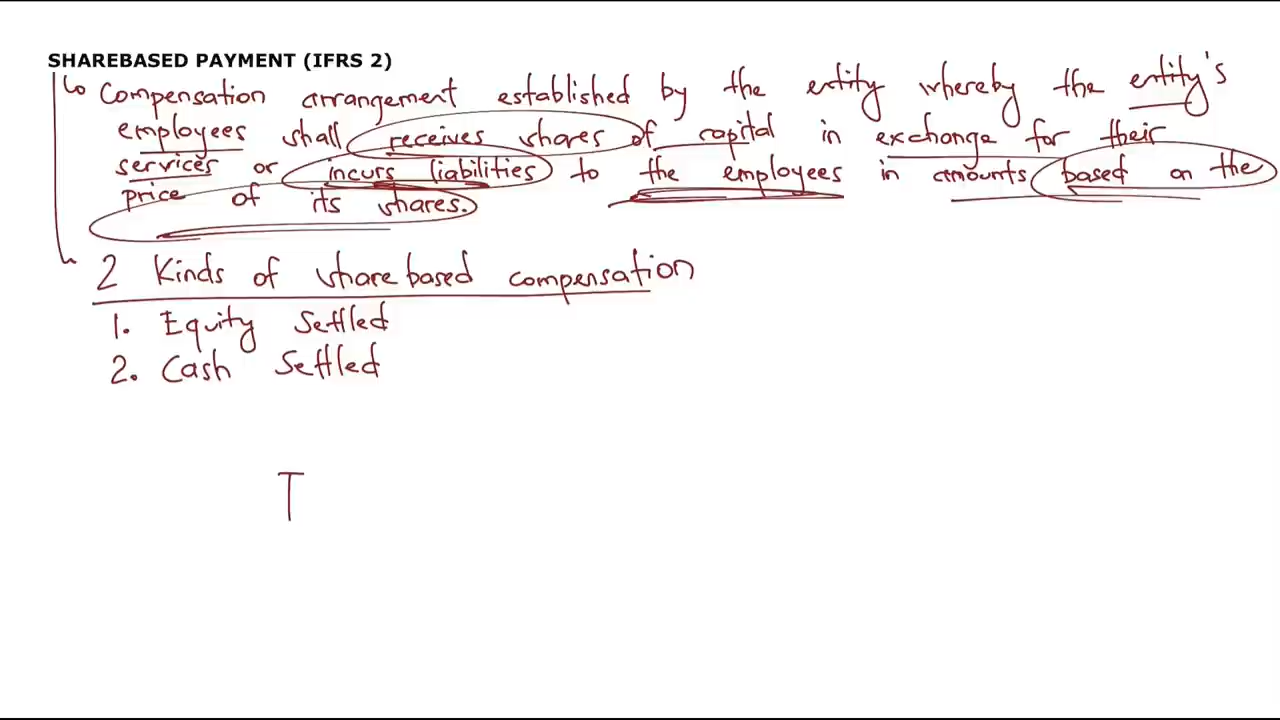 SHAREBASED PAYMENT (IFRS 2)
Compensation arrangement established by the entity whereby the entity's
employees shall receives shares of capital in exchange for their
services or incurs liabilities to the employees in amounts based on the
price of its shares.
2 Kinds of share based compensation
1. Equity Settled
2. Cash Settled
T